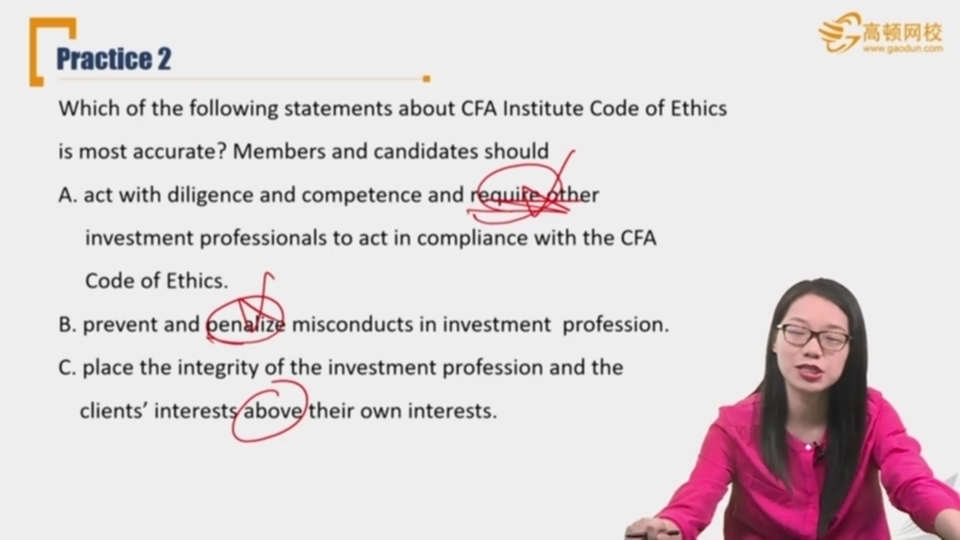 高顿网校
www.gaodun.com
Practice 2
Which of the following statements about CFA Institute Code of Ethics
is most accurate? Members and candidates should
A. act with diligence and competence and require other
investment professionals to act in compliance with the CFA
Code of Ethics.
B. prevent and penalize misconducts in investment profession.
C. place the integrity of the investment profession and the
clients’ interests above their own interests.